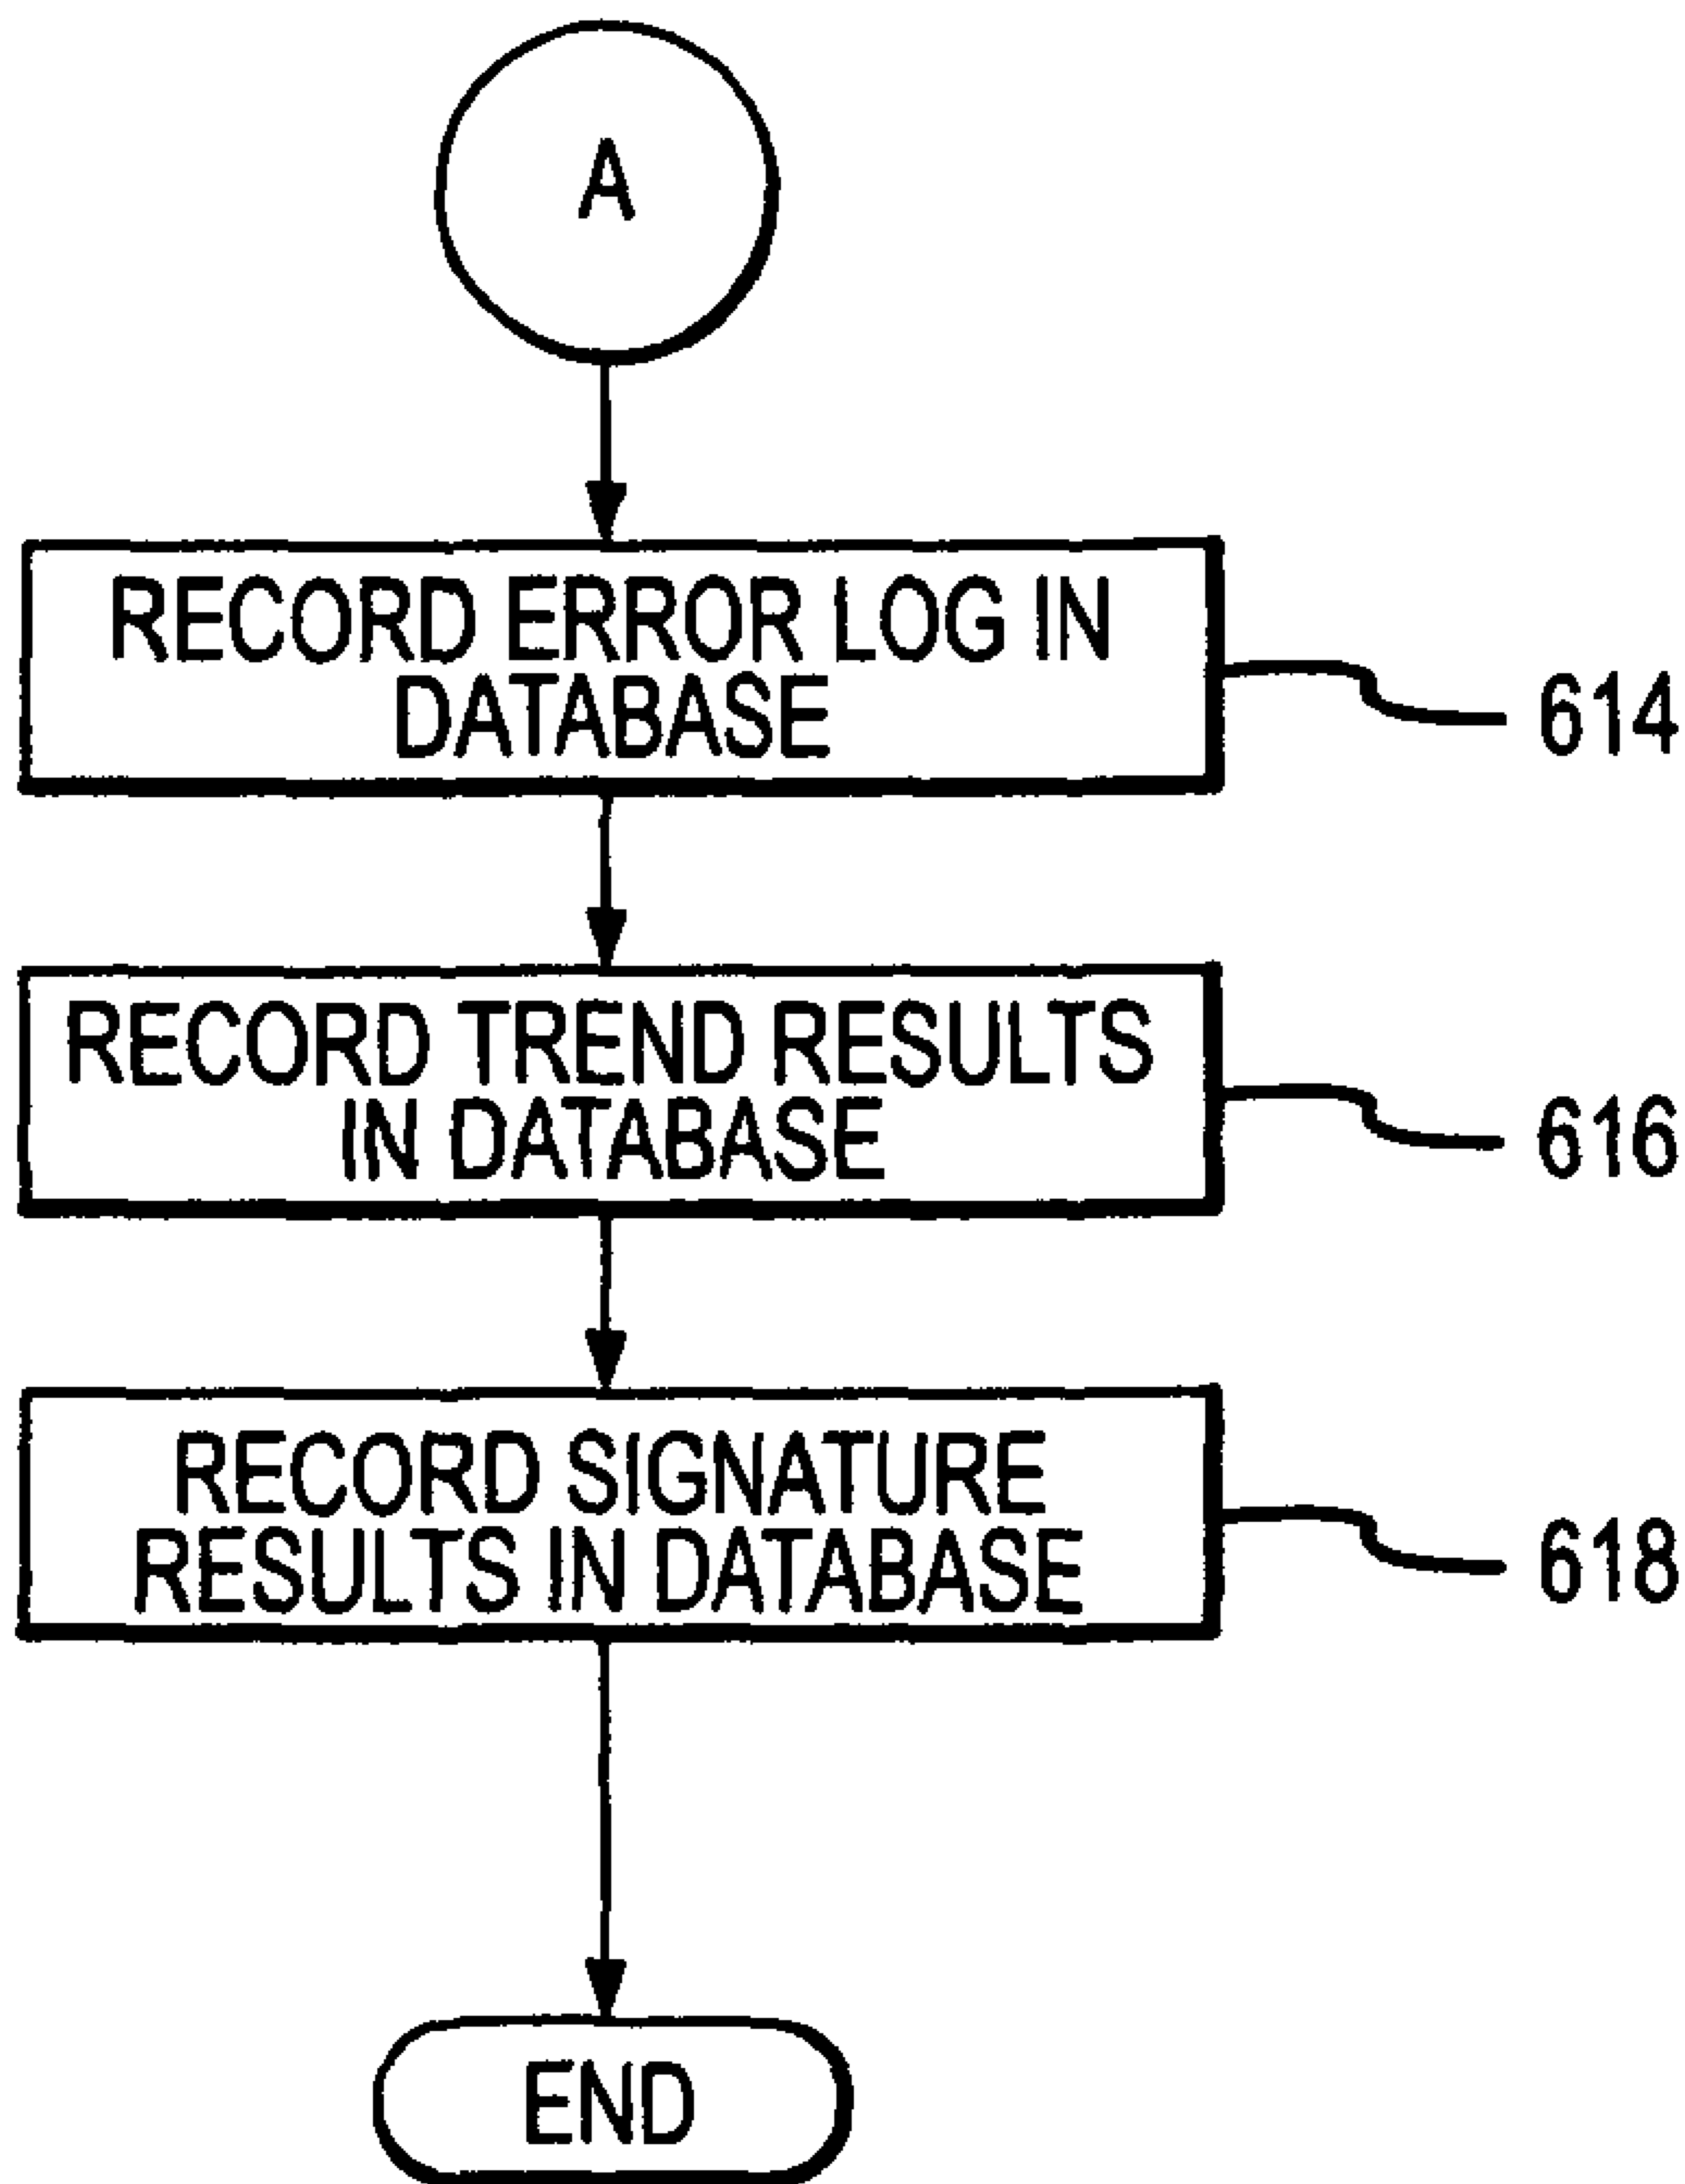 A
RECORD ERROR LOG IN
DATABASE
614
RECORD TREND RESULTS
IN DATABASE
616
RECORD SIGNATURE
RESULTS IN DATABASE
618
END